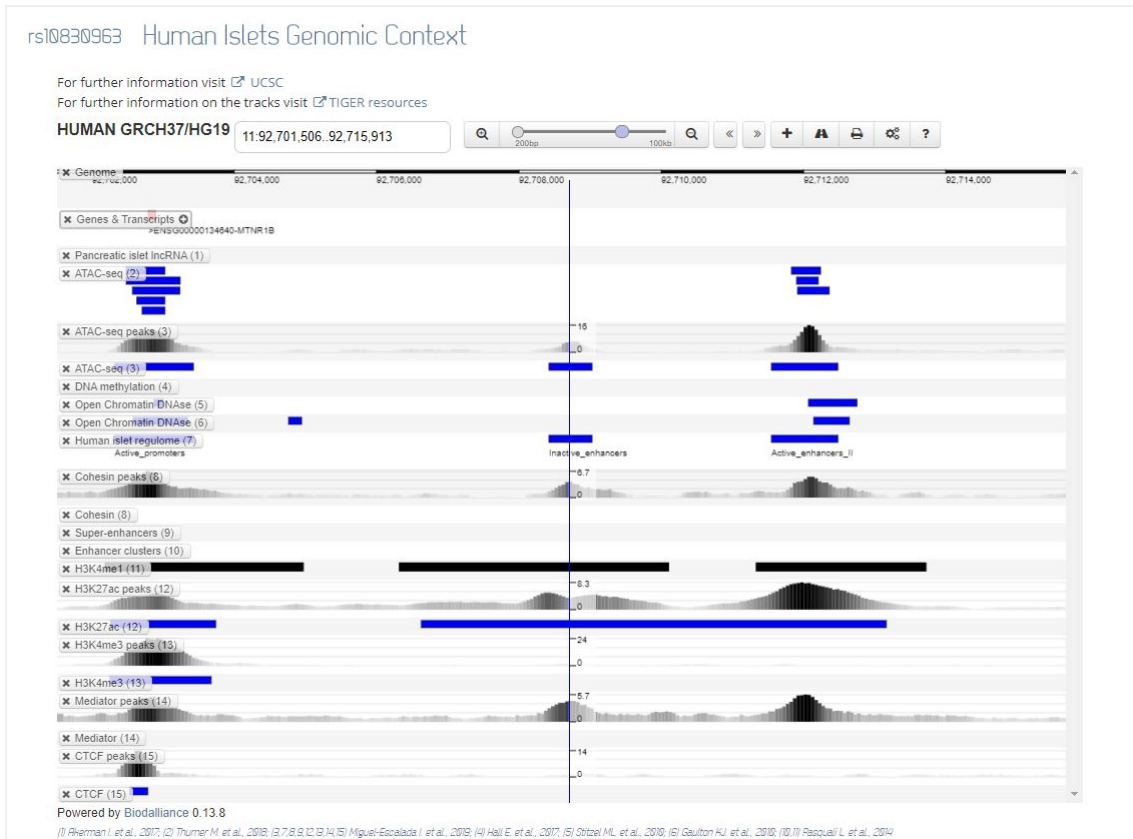 rs10830963 Human Islets Genomic Context
For further information visit UCSC
For further information on the tracks visit TIGER resources
HUMAN GRCH37/HG19 11:92,701,506..92,715,913 200bp 100kb « » + ?
Genome
92,702,000 92,704,000 92,706,000 92,708,000 92,710,000 92,712,000 92,714,000
Genes & Transcripts
>ENSG00000134640-MTNR1B
Pancreatic islet lncRNA (1)
ATAC-seq (2)
ATAC-seq peaks (3) 16 0
ATAC-seq (3)
DNA methylation (4)
Open Chromatin DNAse (5)
Open Chromatin DNAse (6)
Human islet regulome (7)
Active_promoters Inactive_enhancers Active_enhancers_II
Cohesin peaks (8) 6.7 0
Cohesin (8)
Super-enhancers (9)
Enhancer clusters (10)
H3K4me1 (11)
H3K27ac peaks (12) 8.3 0
H3K27ac (12)
H3K4me3 peaks (13) 24 0
H3K4me3 (13)
Mediator peaks (14) 5.7 0
Mediator (14)
CTCF peaks (15) 14 0
CTCF (15)
Powered by Biodalliance 0.13.8
(1) Akerman I. et al., 2017; (2) Thurner M. et al., 2018; (3,7,8,9,12,13,14,15) Miguel-Escalada I. et al., 2019; (4) Hall E. et al., 2017; (5) Stitzel ML. et al., 2010; (6) Gaulton KJ. et al., 2010; (10,11) Pasquali L. et al., 2014